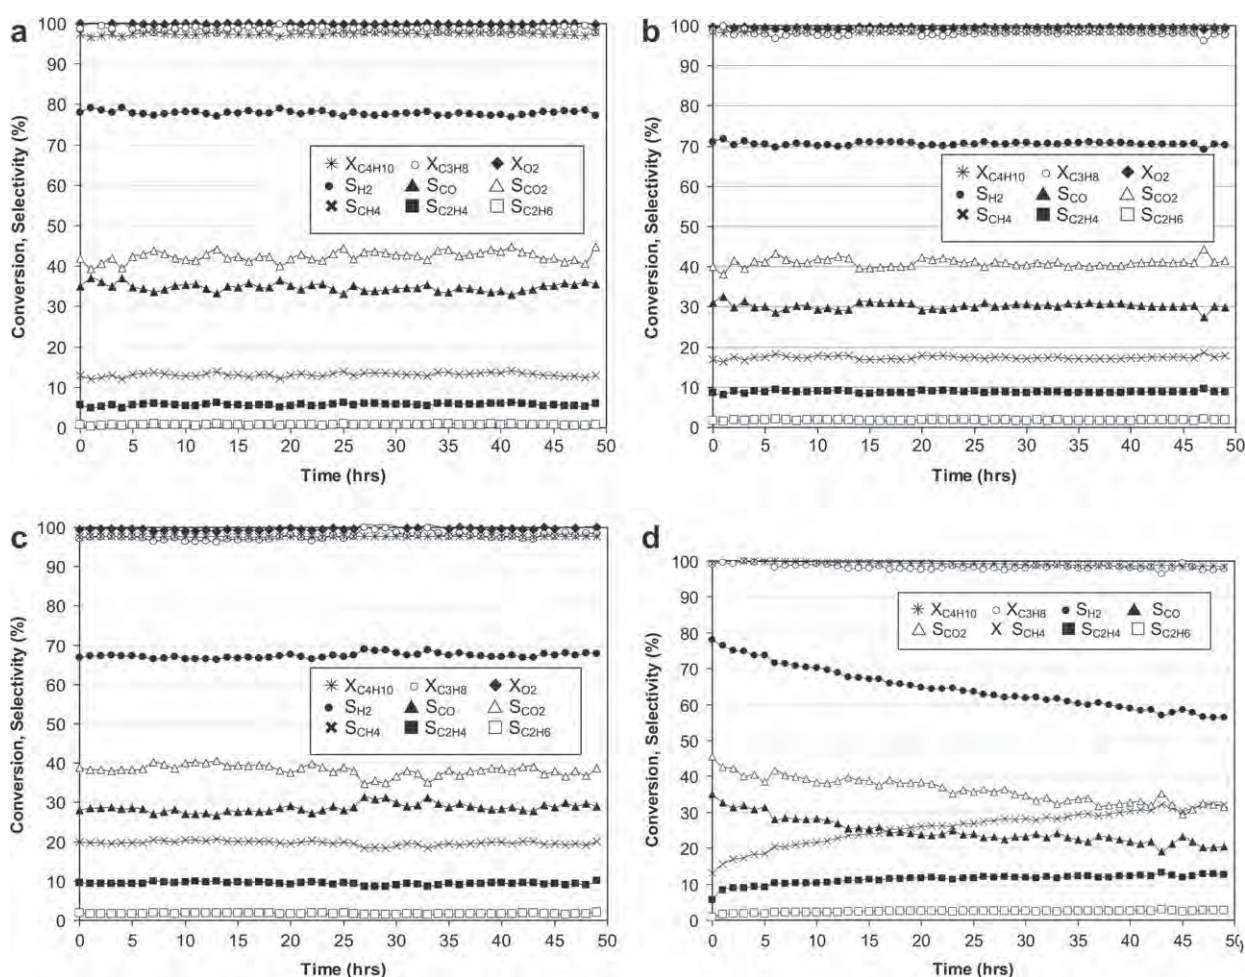 a
100
90
80
70
60
50
40
30
20
10
0
Conversion, Selectivity (%)
X_C4H10 X_C3H8 X_O2
S_H2 S_CO S_CO2
S_CH4 S_C2H4 S_C2H6
0 5 10 15 20 25 30 35 40 45 50
Time (hrs)
b
100
90
80
70
60
50
40
30
20
10
0
Conversion, Selectivity (%)
X_C4H10 X_C3H8 X_O2
S_H2 S_CO S_CO2
S_CH4 S_C2H4 S_C2H6
0 5 10 15 20 25 30 35 40 45 50
Time (hrs)
c
100
90
80
70
60
50
40
30
20
10
0
Conversion, Selectivity (%)
X_C4H10 X_C3H8 X_O2
S_H2 S_CO S_CO2
S_CH4 S_C2H4 S_C2H6
0 5 10 15 20 25 30 35 40 45 50
Time (hrs)
d
100
90
80
70
60
50
40
30
20
10
0
Conversion, Selectivity (%)
X_C4H10 X_C3H8 S_H2 S_CO
S_CO2 S_CH4 S_C2H4 S_C2H6
0 5 10 15 20 25 30 35 40 45 50
Time (hrs)